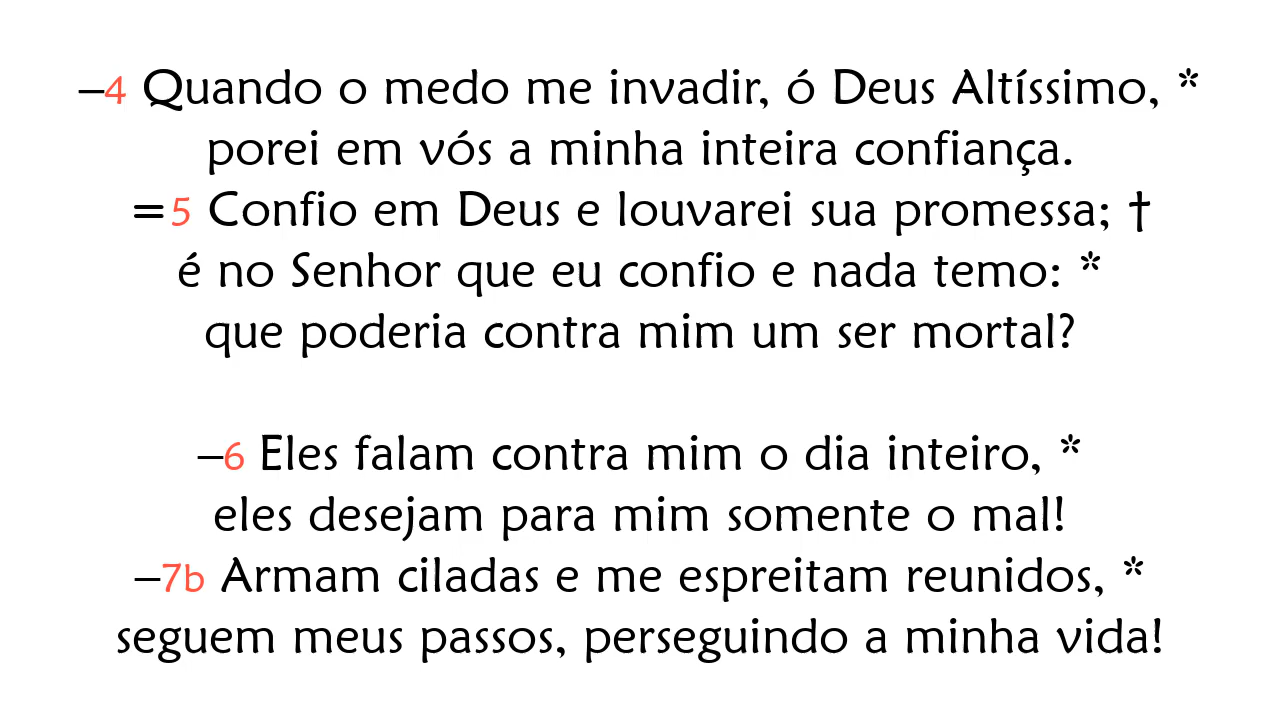 –4 Quando o medo me invadir, ó Deus Altíssimo, *
porei em vós a minha inteira confiança.
=5 Confio em Deus e louvarei sua promessa; †
é no Senhor que eu confio e nada temo: *
que poderia contra mim um ser mortal?
–6 Eles falam contra mim o dia inteiro, *
eles desejam para mim somente o mal!
–7b Armam ciladas e me espreitam reunidos, *
seguem meus passos, perseguindo a minha vida!